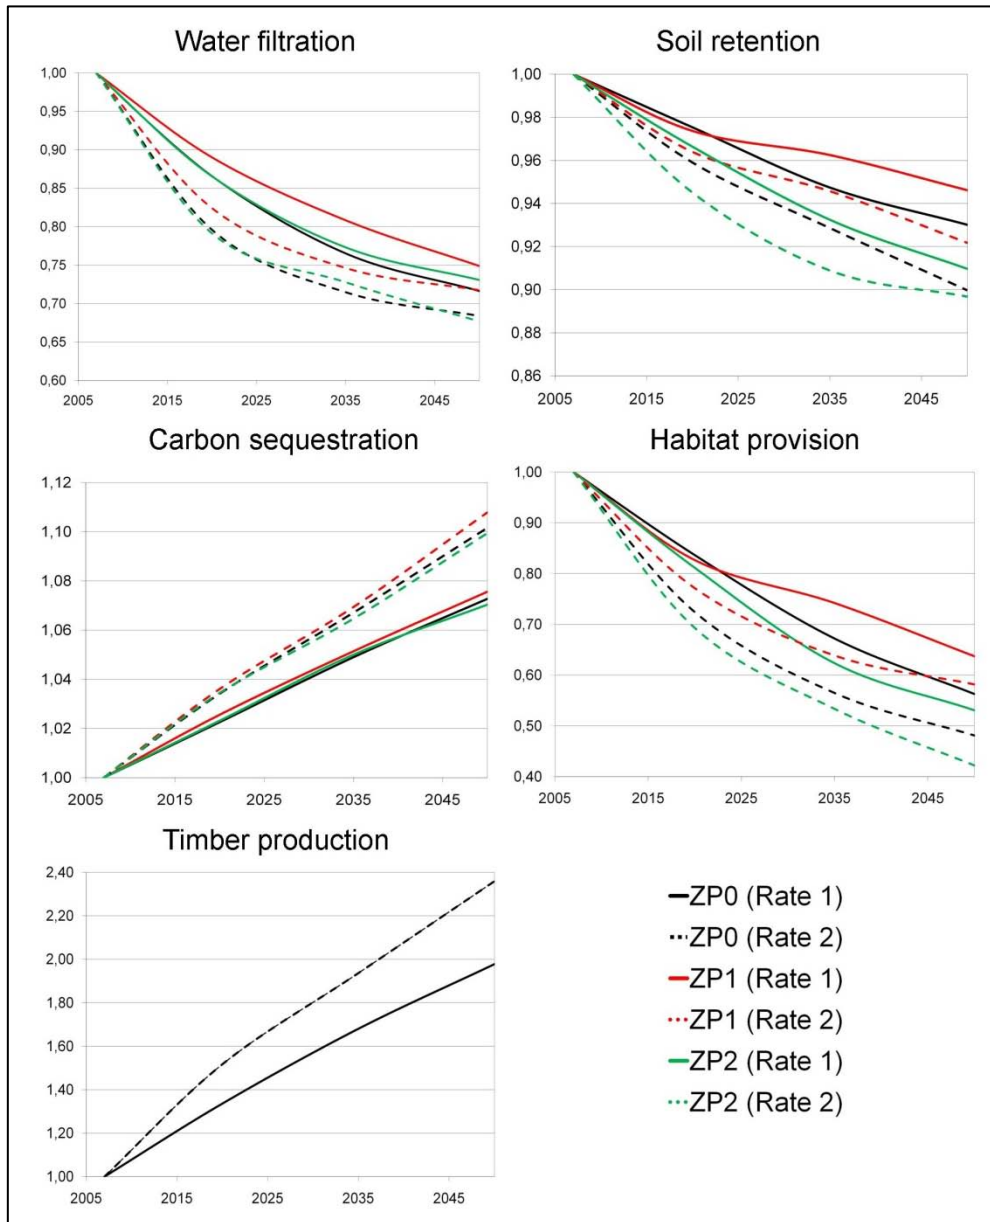 Water filtration
1,00
0,95
0,90
0,85
0,80
0,75
0,70
0,65
0,60
2005 2015 2025 2035 2045
Soil retention
1,00
0,98
0,96
0,94
0,92
0,90
0,88
0,86
2005 2015 2025 2035 2045
Carbon sequestration
1,12
1,10
1,08
1,06
1,04
1,02
1,00
2005 2015 2025 2035 2045
Habitat provision
1,00
0,90
0,80
0,70
0,60
0,50
0,40
2005 2015 2025 2035 2045
Timber production
2,40
2,20
2,00
1,80
1,60
1,40
1,20
1,00
2005 2015 2025 2035 2045
ZP0 (Rate 1)
ZP0 (Rate 2)
ZP1 (Rate 1)
ZP1 (Rate 2)
ZP2 (Rate 1)
ZP2 (Rate 2)